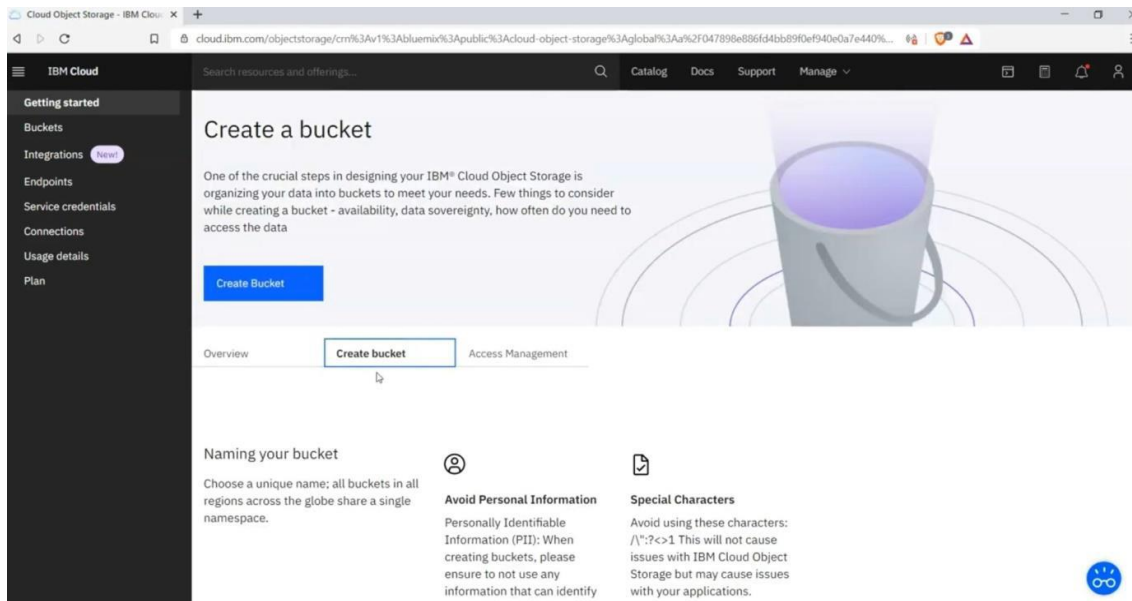 Cloud Object Storage - IBM Clou
cloud.ibm.com/objectstorage/crn%3Av1%3Abluemix%3Apublic%3Acloud-object-storage%3Aglobal%3Aa%2F047898e886fd4bb89f0ef940e0a7e440%...
IBM Cloud
Search resources and offerings...
Catalog
Docs
Support
Manage
Getting started
Buckets
Integrations New!
Endpoints
Service credentials
Connections
Usage details
Plan
Create a bucket
One of the crucial steps in designing your IBM® Cloud Object Storage is
organizing your data into buckets to meet your needs. Few things to consider
while creating a bucket - availability, data sovereignty, how often do you need to
access the data
Create Bucket
Overview
Create bucket
Access Management
Naming your bucket
Choose a unique name; all buckets in all
regions across the globe share a single
namespace.
Avoid Personal Information
Personally Identifiable
Information (PII): When
creating buckets, please
ensure to not use any
information that can identify
Special Characters
Avoid using these characters:
/\":?<>1 This will not cause
issues with IBM Cloud Object
Storage but may cause issues
with your applications.